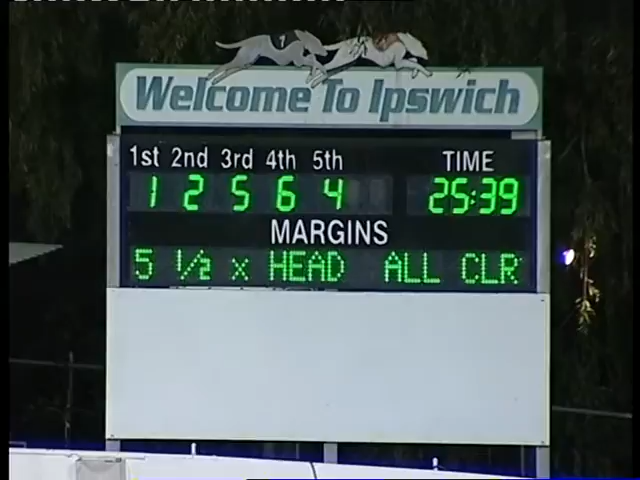 Welcome To Ipswich
1st 2nd 3rd 4th 5th TIME
1 2 5 6 4 25:39
MARGINS
5 ½ x HEAD ALL CLR